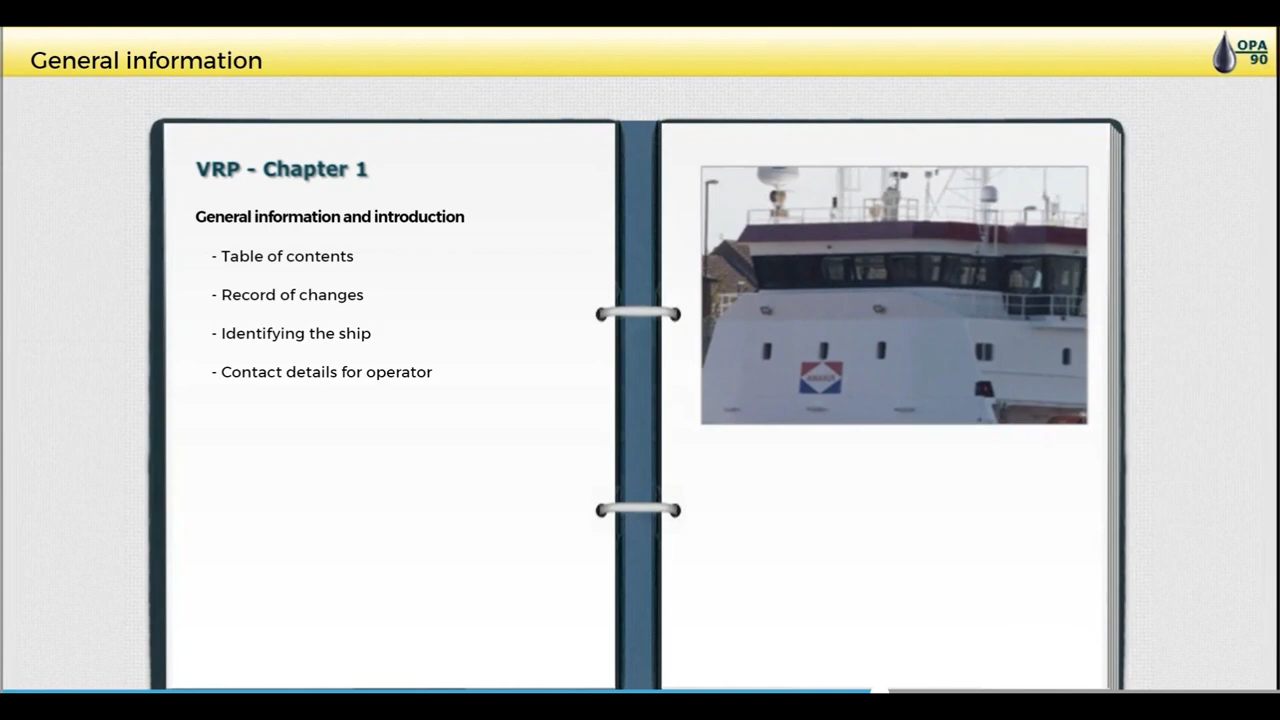 General information
OPA
90
VRP - Chapter 1
General information and introduction
- Table of contents
- Record of changes
- Identifying the ship
- Contact details for operator